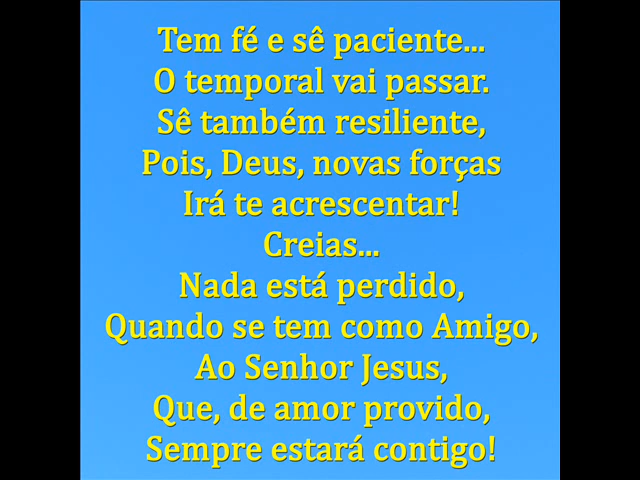 Tem fé e sê paciente...
O temporal vai passar.
Sê também resiliente,
Pois, Deus, novas forças
Irá te acrescentar!
Creias...
Nada está perdido,
Quando se tem como Amigo,
Ao Senhor Jesus,
Que, de amor provido,
Sempre estará contigo!